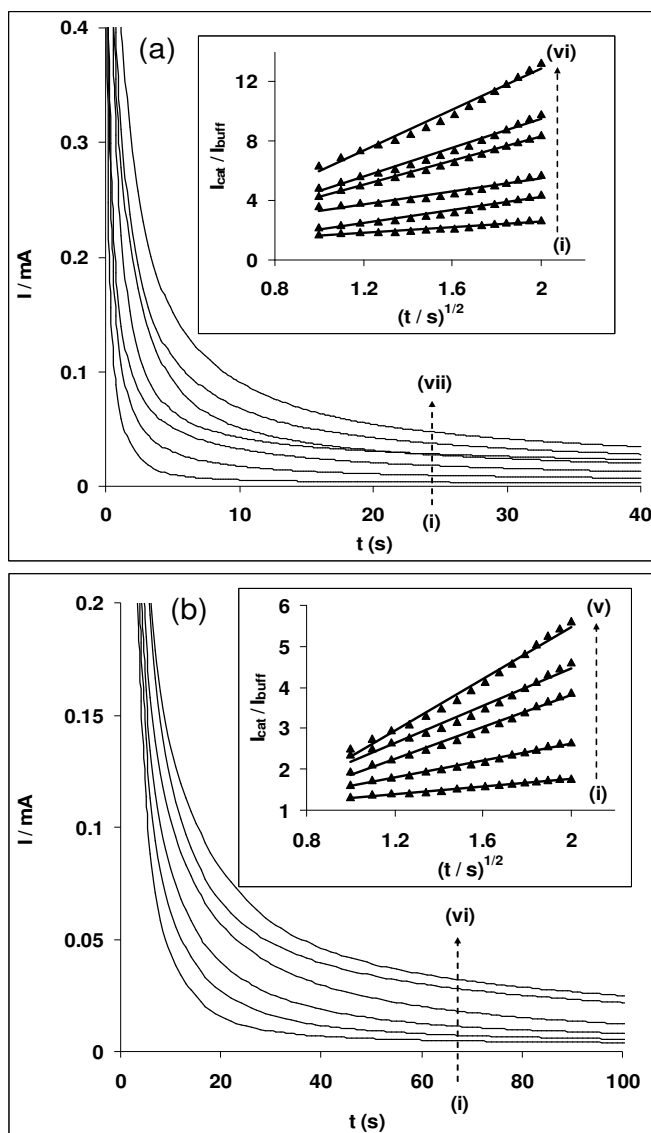 (a)
I / mA
0.4
0.3
0.2
0.1
0
0 10 20 30 40
t (s)
(vii)
(i)
I_cat / I_buff
12
8
4
0
0.8 1.2 1.6 2
(t / s)^1/2
(vi)
(i)
(b)
I / mA
0.2
0.15
0.1
0.05
0
0 20 40 60 80 100
t (s)
(vi)
(i)
I_cat / I_buff
6
5
4
3
2
1
0.8 1.2 1.6 2
(t / s)^1/2
(v)
(i)